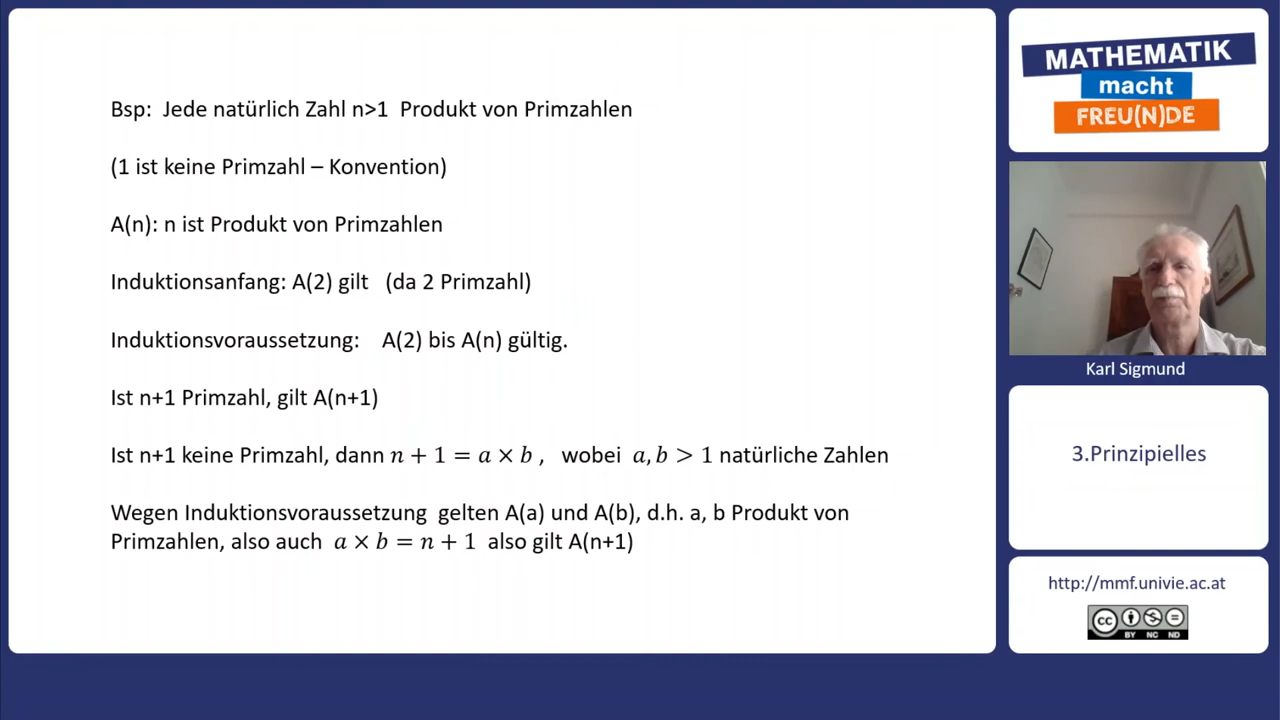 Bsp:  Jede natürlich Zahl n>1  Produkt von Primzahlen
(1 ist keine Primzahl – Konvention)
A(n): n ist Produkt von Primzahlen
Induktionsanfang: A(2) gilt   (da 2 Primzahl)
Induktionsvoraussetzung:    A(2) bis A(n) gültig.
Ist n+1 Primzahl, gilt A(n+1)
Ist n+1 keine Primzahl, dann n + 1 = a × b ,   wobei  a, b > 1 natürliche Zahlen
Wegen Induktionsvoraussetzung  gelten A(a) und A(b), d.h. a, b Produkt von
Primzahlen, also auch  a × b = n + 1  also gilt A(n+1)
MATHEMATIK
macht
FREU(N)DE
Karl Sigmund
3.Prinzipielles
http://mmf.univie.ac.at
cc
BY NC ND